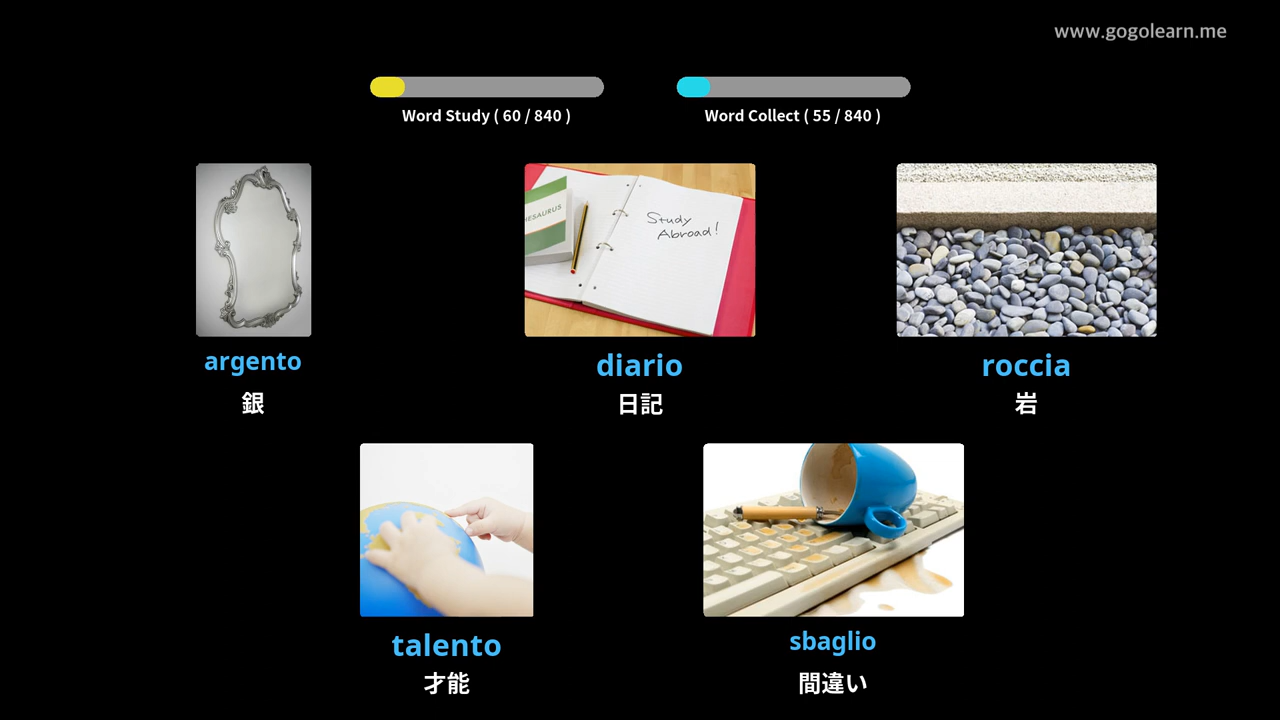 www.gogolearn.me
Word Study ( 60 / 840 )
Word Collect ( 55 / 840 )
HESAURUS
Study
Abroad!
argento
diario
roccia
銀
日記
岩
talento
sbaglio
才能
間違い